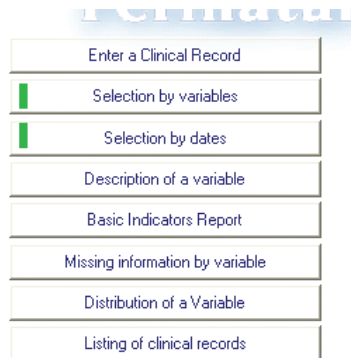 Enter a Clinical Record
Selection by variables
Selection by dates
Description of a variable
Basic Indicators Report
Missing information by variable
Distribution of a Variable
Listing of clinical records